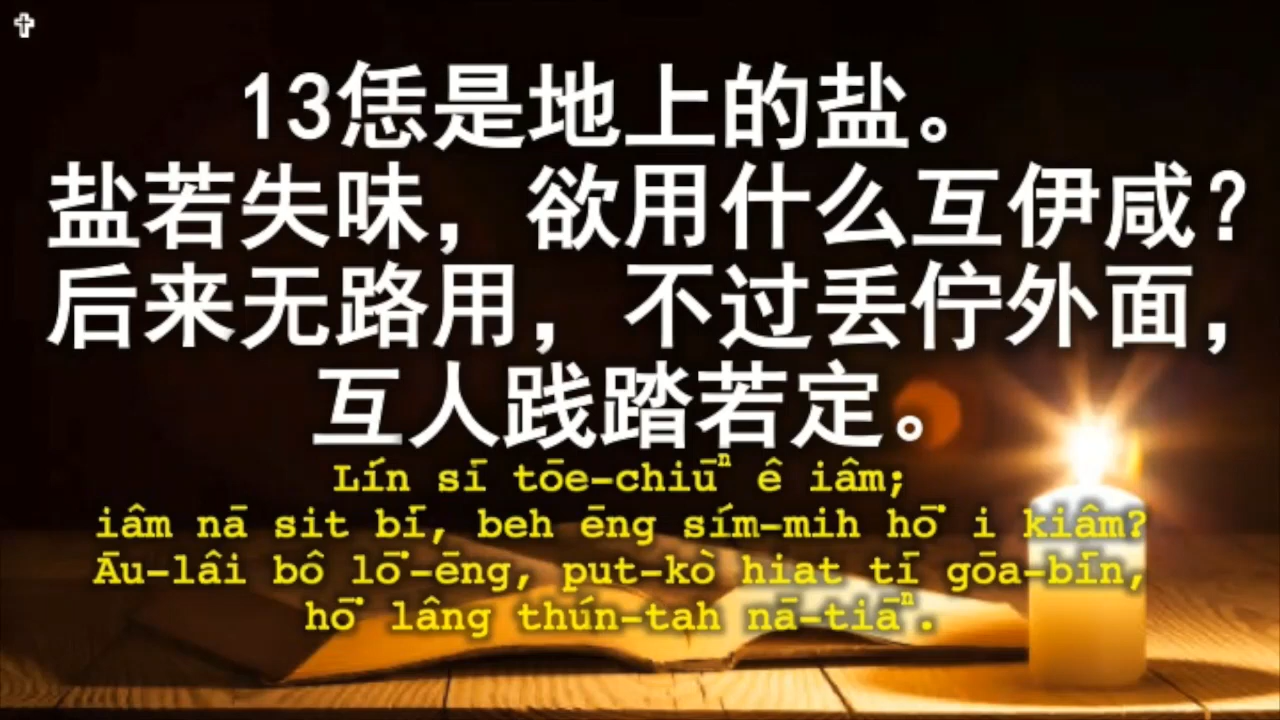 13恁是地上的盐。
盐若失味，欲用什么互伊咸？
后来无路用，不过丢佇外面，
互人践踏若定。
Lín sī tōe-chiūⁿ ê iâm;
iâm nā sit bī, beh ēng sím-mih hō͘ i kiâm?
Āu-lâi bô lō͘-ēng, put-kò hiat tī gōa-bīn,
hō͘ lâng thún-tah nā-tiāⁿ.